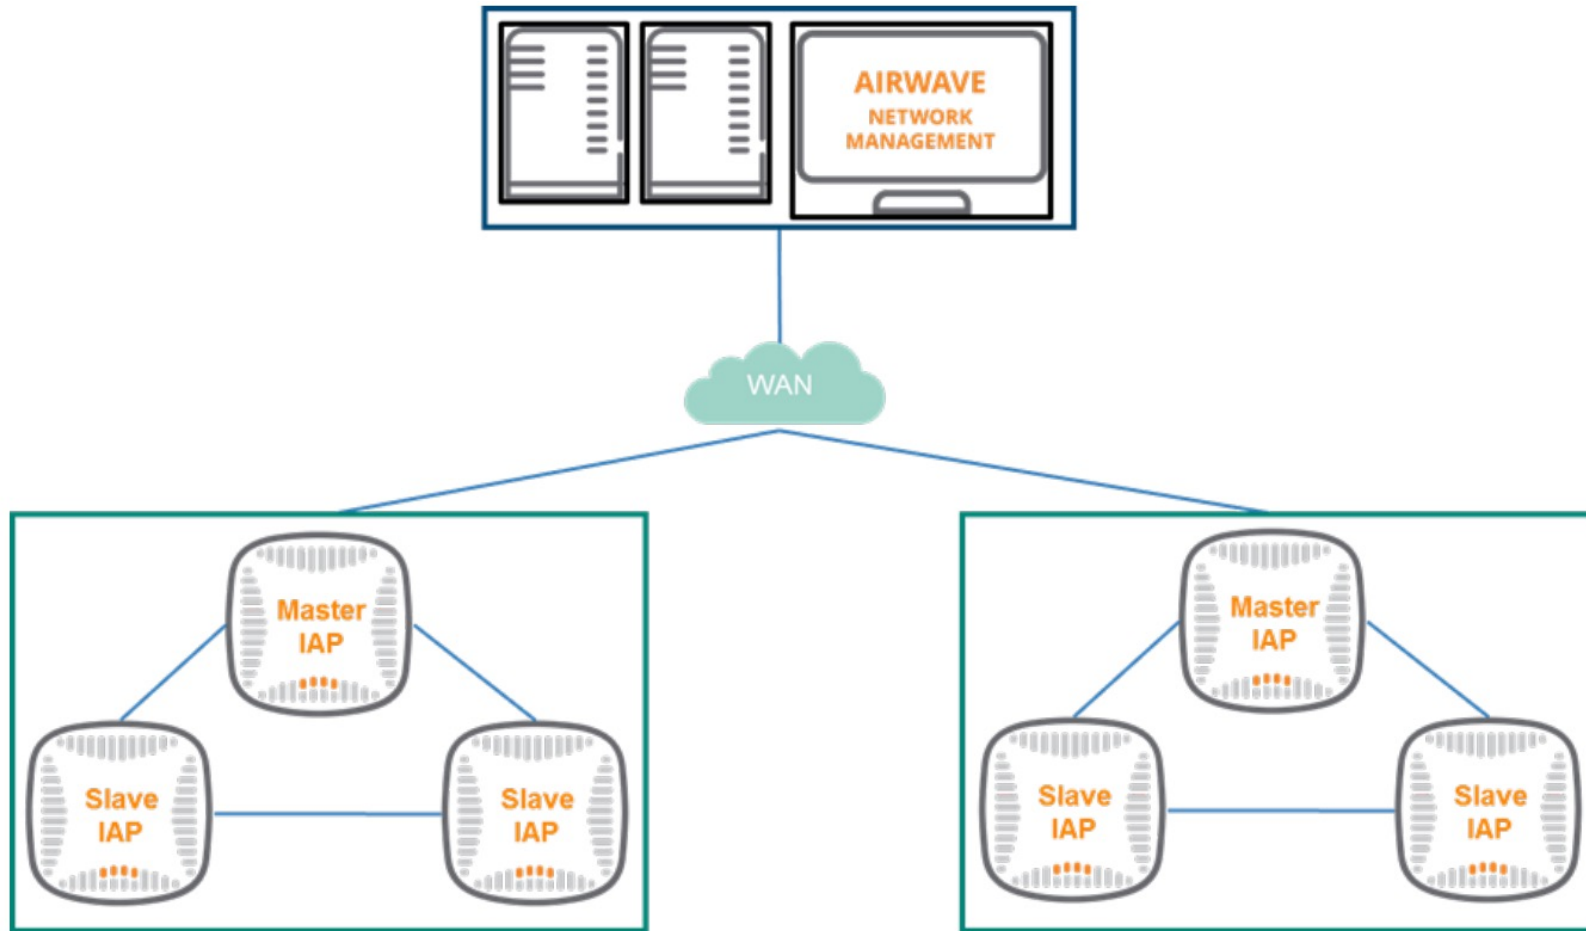 AIRWAVE
NETWORK
MANAGEMENT
WAN
Master
IAP
Slave
IAP
Slave
IAP
Master
IAP
Slave
IAP
Slave
IAP